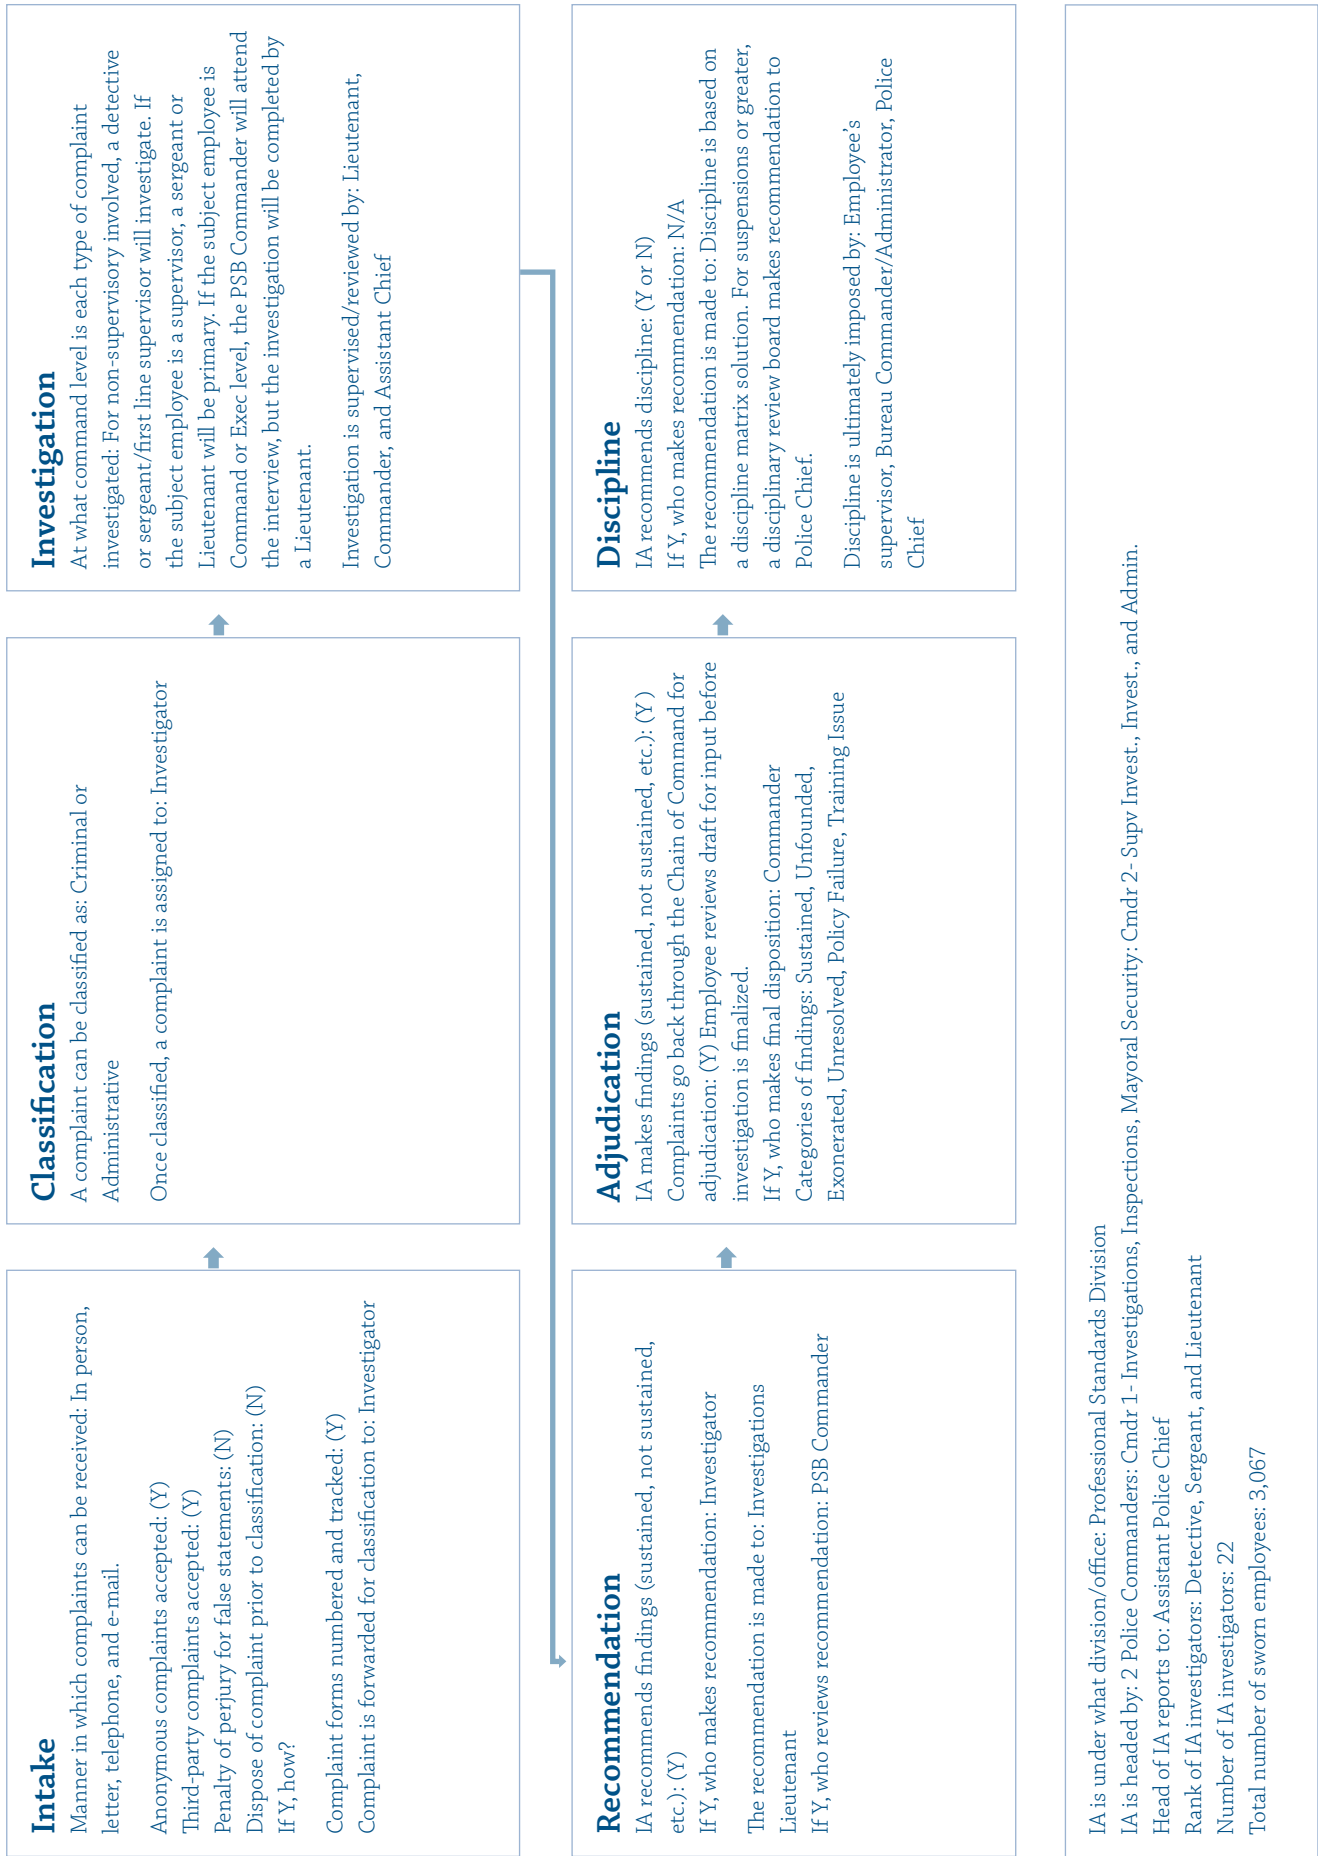 Intake
Manner in which complaints can be received: In person,
letter, telephone, and e-mail.
Anonymous complaints accepted: (Y)
Third-party complaints accepted: (Y)
Penalty of perjury for false statements: (N)
Dispose of complaint prior to classification: (N)
If Y, how?
Complaint forms numbered and tracked: (Y)
Complaint is forwarded for classification to: Investigator
Classification
A complaint can be classified as: Criminal or
Administrative
Once classified, a complaint is assigned to: Investigator
Investigation
At what command level is each type of complaint
investigated: For non-supervisory involved, a detective
or sergeant/first line supervisor will investigate. If
the subject employee is a supervisor, a sergeant or
Lieutenant will be primary. If the subject employee is
Command or Exec level, the PSB Commander will attend
the interview, but the investigation will be completed by
a Lieutenant.
Investigation is supervised/reviewed by: Lieutenant,
Commander, and Assistant Chief
Recommendation
IA recommends findings (sustained, not sustained,
etc.): (Y)
If Y, who makes recommendation: Investigator
The recommendation is made to: Investigations
Lieutenant
If Y, who reviews recommendation: PSB Commander
Adjudication
IA makes findings (sustained, not sustained, etc.): (Y )
Complaints go back through the Chain of Command for
adjudication: (Y) Employee reviews draft for input before
investigation is finalized.
If Y, who makes final disposition: Commander
Categories of findings: Sustained, Unfounded,
Exonerated, Unresolved, Policy Failure, Training Issue
Discipline
IA recommends discipline: (Y or N)
If Y, who makes recommendation: N/A
The recommendation is made to: Discipline is based on
a discipline matrix solution. For suspensions or greater,
a disciplinary review board makes recommendation to
Police Chief.
Discipline is ultimately imposed by: Employee's
supervisor, Bureau Commander/Administrator, Police
Chief
IA is under what division/office: Professional Standards Division
IA is headed by: 2 Police Commanders: Cmdr 1- Investigations, Inspections, Mayoral Security: Cmdr 2- Supv Invest., Invest., and Admin.
Head of IA reports to: Assistant Police Chief
Rank of IA investigators: Detective, Sergeant, and Lieutenant
Number of IA investigators: 22
Total number of sworn employees: 3,067